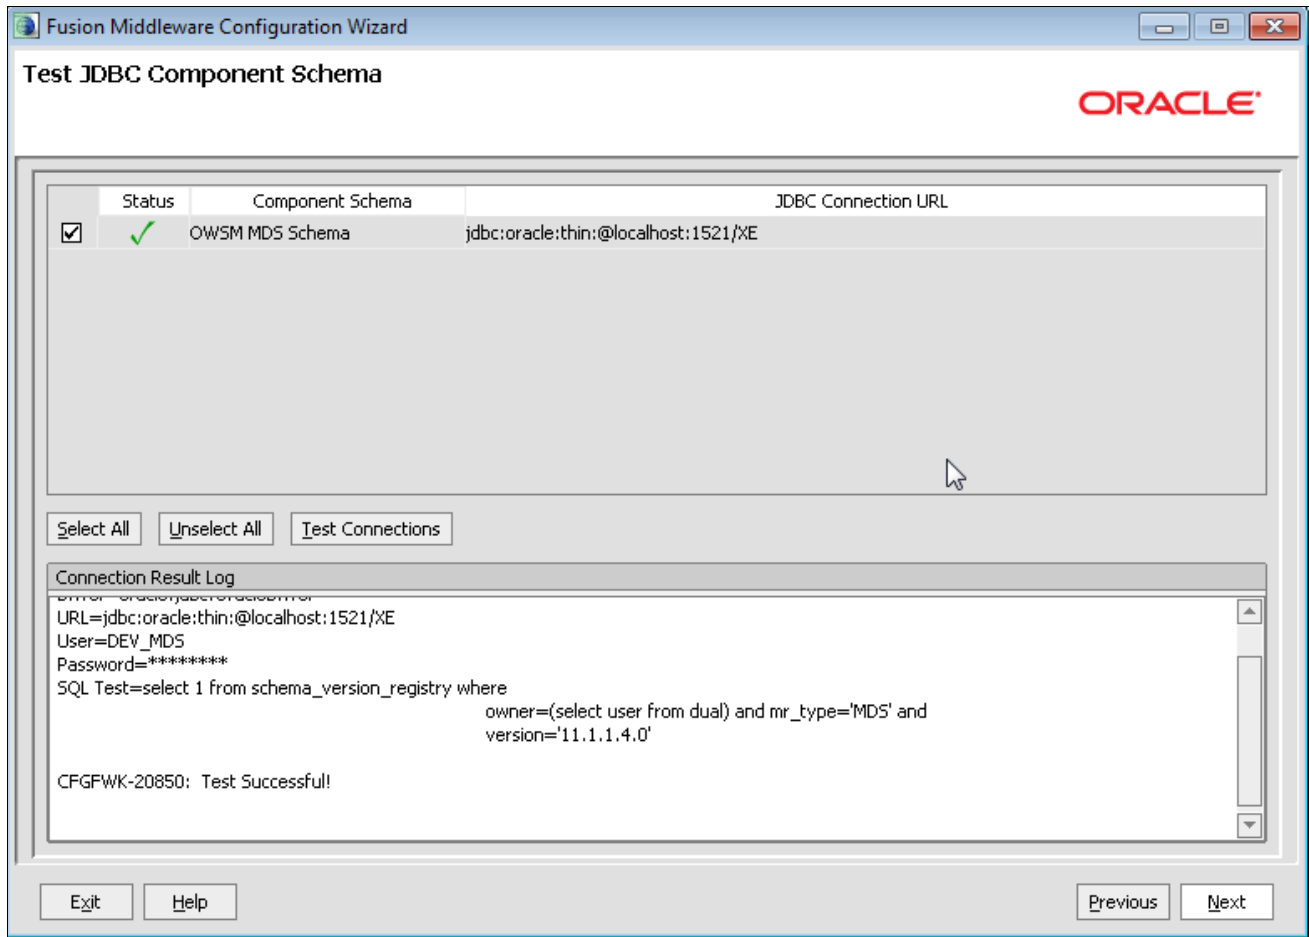 Fusion Middleware Configuration Wizard
Test JDBC Component Schema
ORACLE
Status Component Schema JDBC Connection URL
OWSM MDS Schema jdbc:oracle:thin:@localhost:1521/XE
Select All Unselect All Test Connections
Connection Result Log
URL=jdbc:oracle:thin:@localhost:1521/XE
User=DEV_MDS
Password=********
SQL Test=select 1 from schema_version_registry where
owner=(select user from dual) and mr_type='MDS' and
version='11.1.1.4.0'
CFGFWK-20850: Test Successful!
Exit Help Previous Next